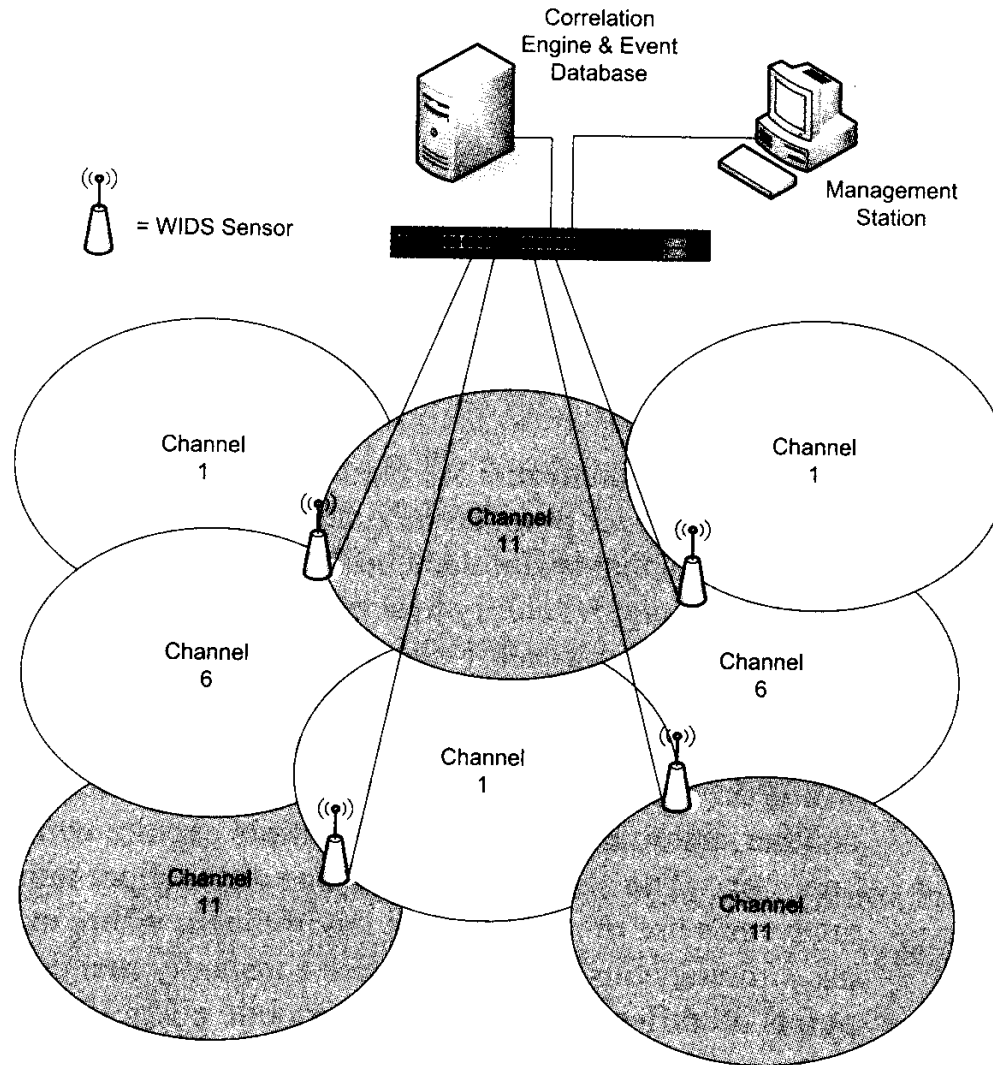 Correlation
Engine & Event
Database
Management
Station
= WIDS Sensor
Channel
1
Channel
11
Channel
1
Channel
6
Channel
6
Channel
1
Channel
11
Channel
11